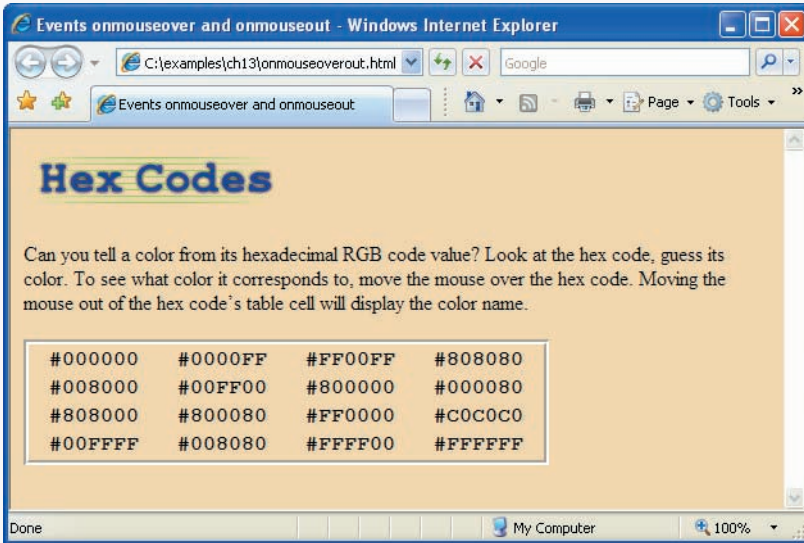 Events onmouseover and onmouseout - Windows Internet Explorer
C:\examples\ch13\onmouseoverout.html Google
Events onmouseover and onmouseout Page Tools »
Hex Codes
Can you tell a color from its hexadecimal RGB code value? Look at the hex code, guess its
color. To see what color it corresponds to, move the mouse over the hex code. Moving the
mouse out of the hex code's table cell will display the color name.
#000000 #0000FF #FF00FF #808080
#008000 #00FF00 #800000 #000080
#808000 #800080 #FF0000 #C0C0C0
#00FFFF #008080 #FFFF00 #FFFFFF
Done My Computer 100%